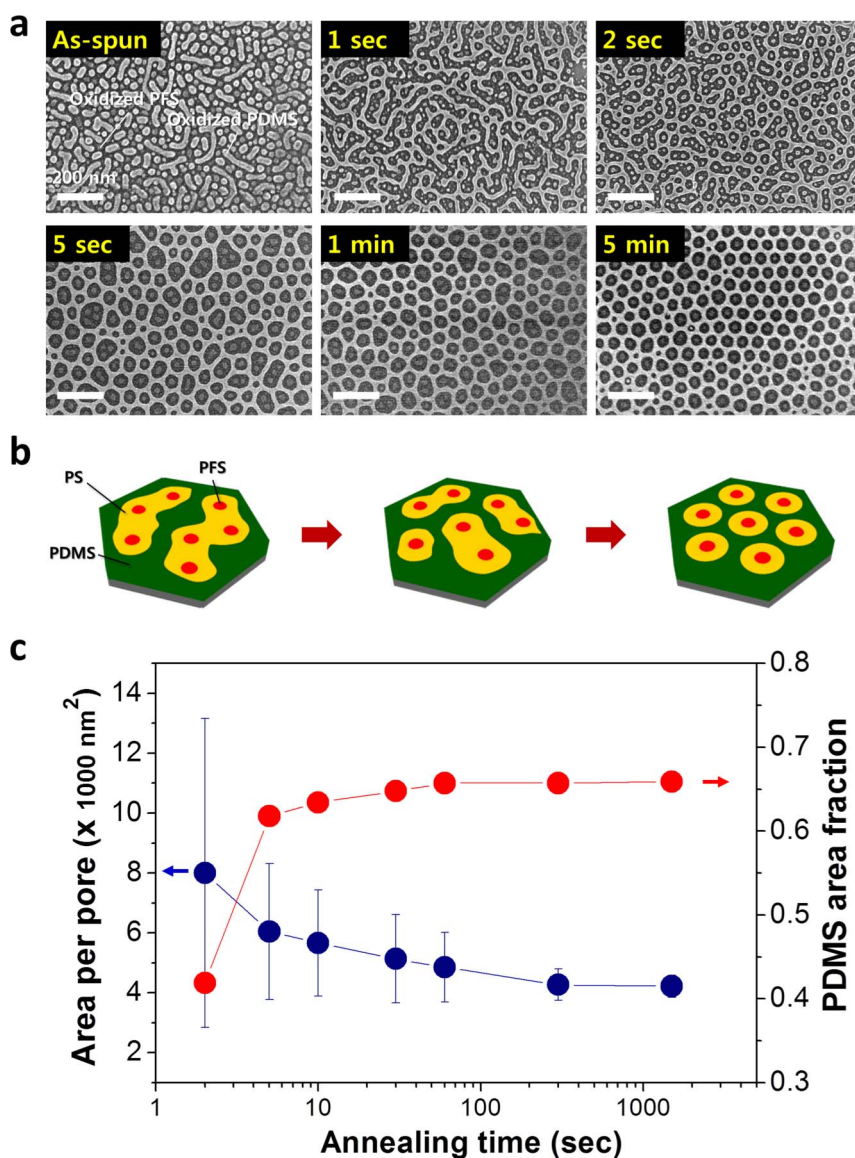 a
As-spun
1 sec
2 sec
Oxidized PFS
Oxidized PDMS
200 nm
5 sec
1 min
5 min
b
PS
PFS
PDMS
c
Area per pore (x 1000 nm²)
14
12
10
8
6
4
2
PDMS area fraction
0.8
0.7
0.6
0.5
0.4
0.3
1
10
100
1000
Annealing time (sec)